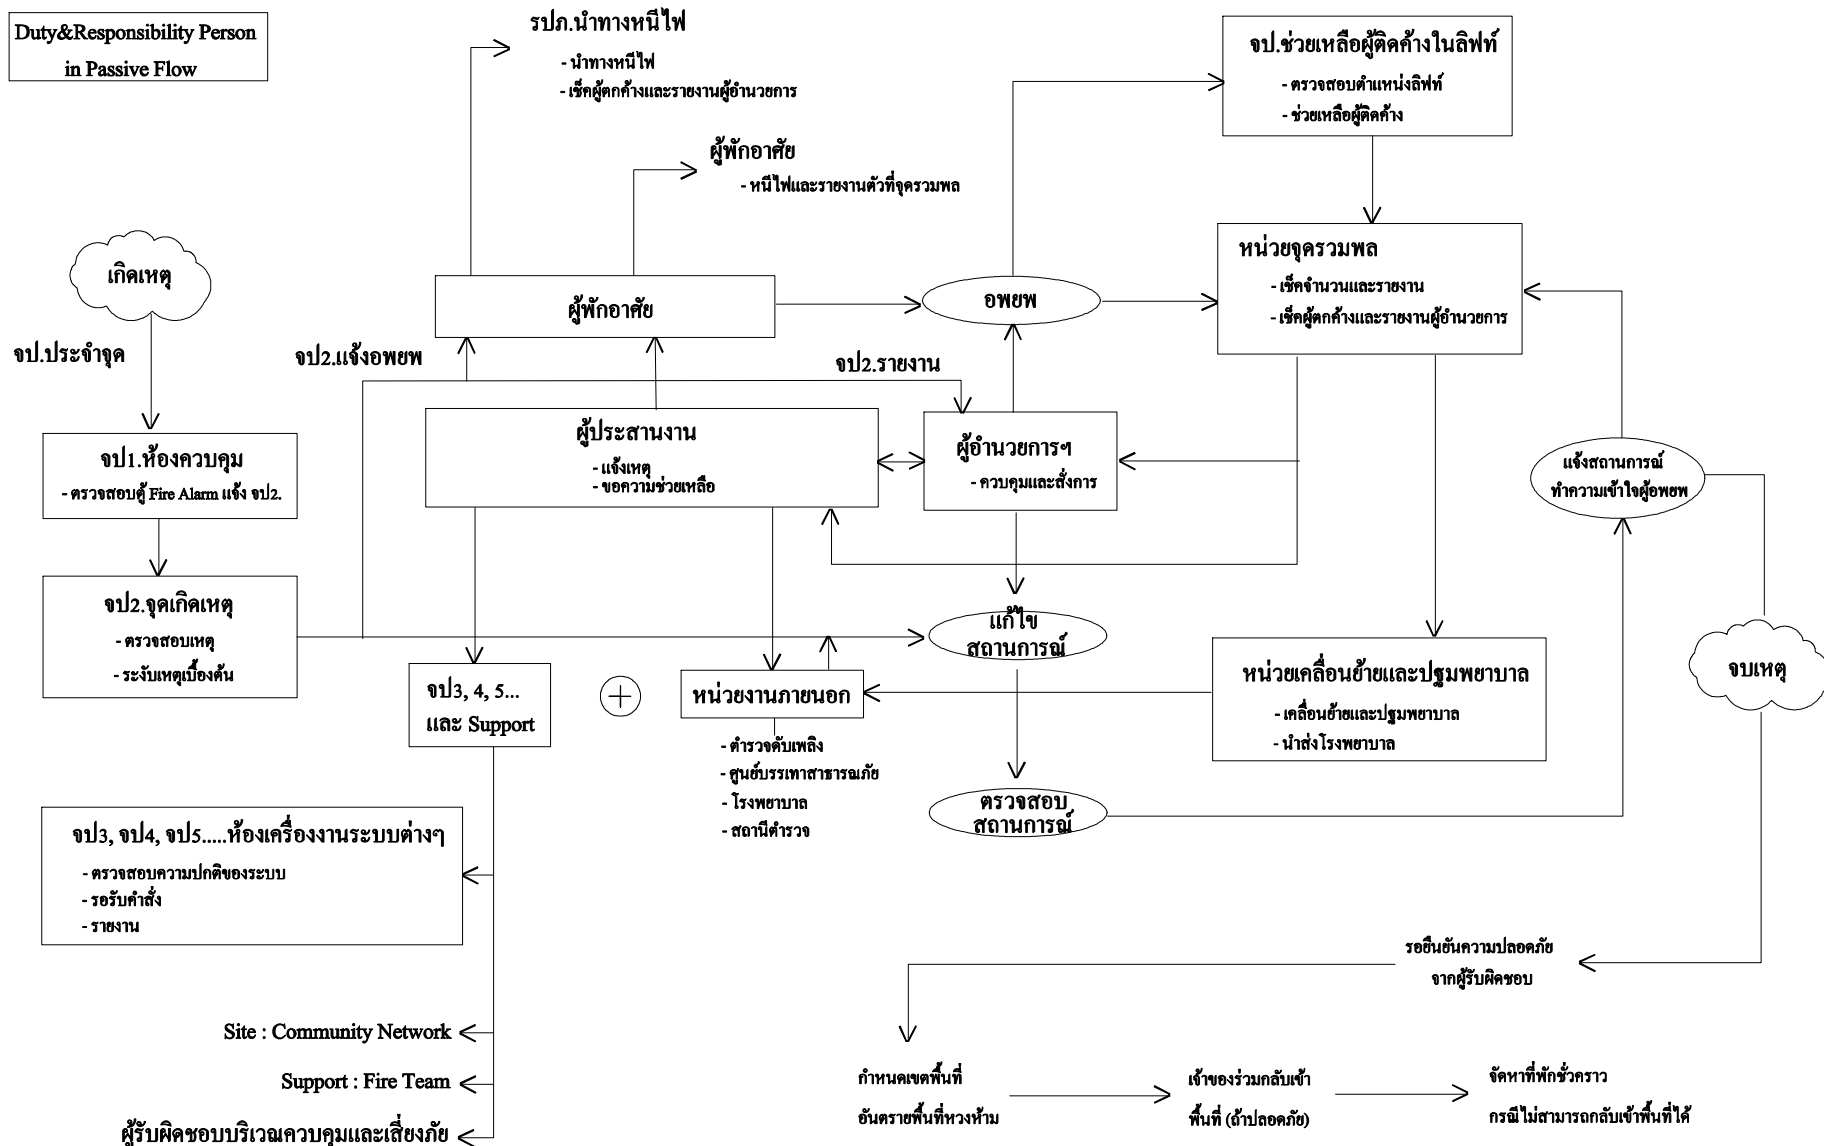 Duty&Responsibility Person
in Passive Flow
รปภ.นำทางหนีไฟ
- นำทางหนีไฟ
- เช็คผู้ตกค้างและรายงานผู้อำนวยการ
ผู้พักอาศัย
- หนีไฟและรายงานตัวที่จุดรวมพล
จป.ช่วยเหลือผู้ติดค้างในลิฟท์
- ตรวจสอบตำแหน่งลิฟท์
- ช่วยเหลือผู้ติดค้าง
เกิดเหตุ
จป.ประจำจุด
ผู้พักอาศัย
อพยพ
หน่วยจุดรวมพล
- เช็คจำนวนและรายงาน
- เช็คผู้ตกค้างและรายงานผู้อำนวยการ
จป2.แจ้งอพยพ
จป2.รายงาน
จป1.ห้องควบคุม
- ตรวจสอบตู้ Fire Alarm แจ้ง จป2.
ผู้ประสานงาน
- แจ้งเหตุ
- ขอความช่วยเหลือ
ผู้อำนวยการฯ
- ควบคุมและสั่งการ
แจ้งสถานการณ์
ทำความเข้าใจผู้อพยพ
จป2.จุดเกิดเหตุ
- ตรวจสอบเหตุ
- ระงับเหตุเบื้องต้น
แก้ไข
สถานการณ์
จป3, 4, 5...
และ Support
หน่วยงานภายนอก
- ตำรวจดับเพลิง
- ศูนย์บรรเทาสาธารณภัย
- โรงพยาบาล
- สถานีตำรวจ
หน่วยเคลื่อนย้ายและปฐมพยาบาล
- เคลื่อนย้ายและปฐมพยาบาล
- นำส่งโรงพยาบาล
จบเหตุ
ตรวจสอบ
สถานการณ์
จป3, จป4, จป5.....ห้องเครื่องงานระบบต่างๆ
- ตรวจสอบความปกติของระบบ
- รอรับคำสั่ง
- รายงาน
รอยืนยันความปลอดภัย
จากผู้รับผิดชอบ
Site : Community Network
Support : Fire Team
ผู้รับผิดชอบบริเวณควบคุมและเสี่ยงภัย
กำหนดเขตพื้นที่
อันตรายพื้นที่หวงห้าม
เจ้าของร่วมกลับเข้า
พื้นที่ (ถ้าปลอดภัย)
จัดหาที่พักชั่วคราว
กรณีไม่สามารถกลับเข้าพื้นที่ได้